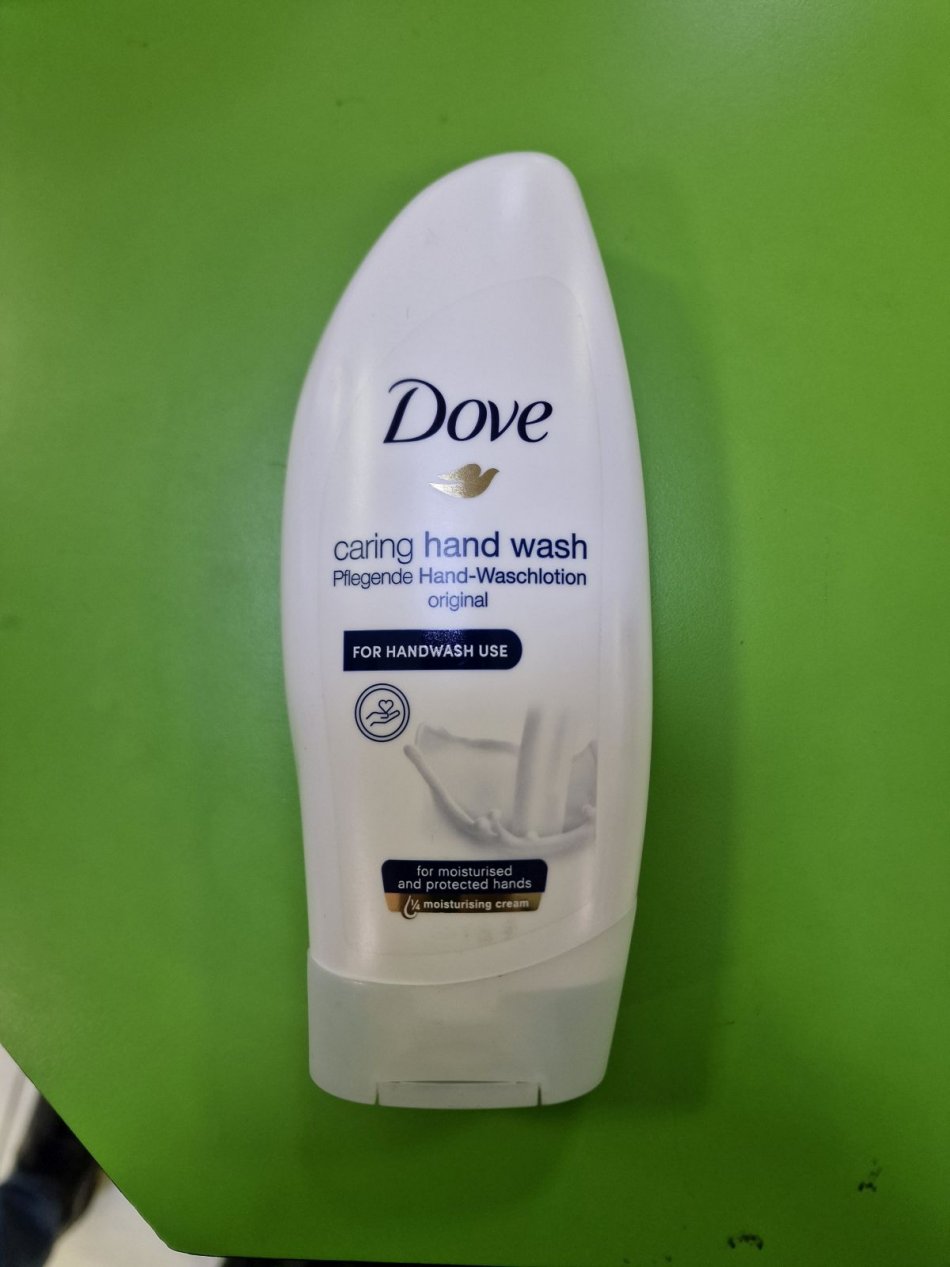 Dove
caring hand wash
Pflegende Hand-Waschlotion
original
FOR HANDWASH USE
for moisturised
and protected hands
¼ moisturising cream